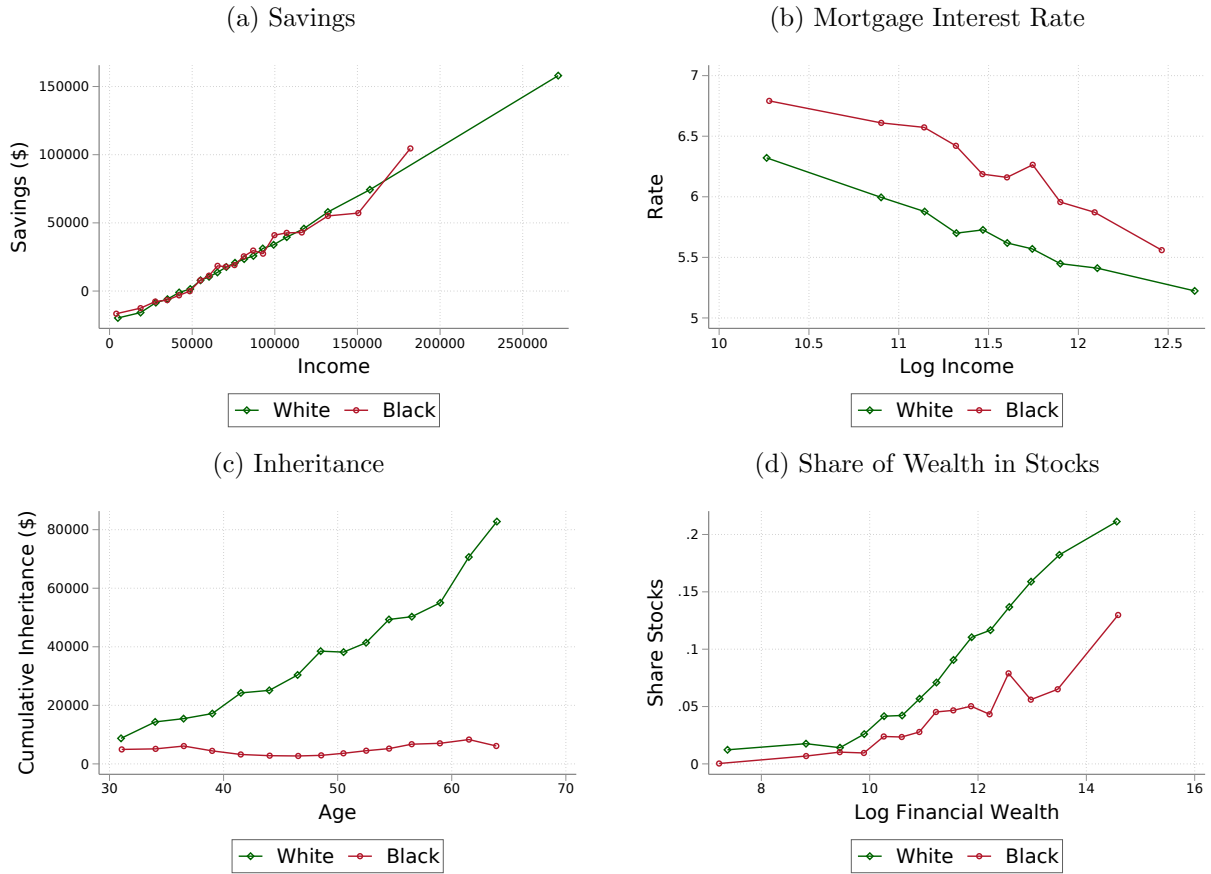 (a) Savings
Savings ($)
150000
100000
50000
0
0 50000 100000 150000 200000 250000
Income
White Black
(b) Mortgage Interest Rate
Rate
7
6.5
6
5.5
5
10 10.5 11 11.5 12 12.5
Log Income
White Black
(c) Inheritance
Cumulative Inheritance ($)
80000
60000
40000
20000
0
30 40 50 60 70
Age
White Black
(d) Share of Wealth in Stocks
Share Stocks
.2
.15
.1
.05
0
8 10 12 14 16
Log Financial Wealth
White Black